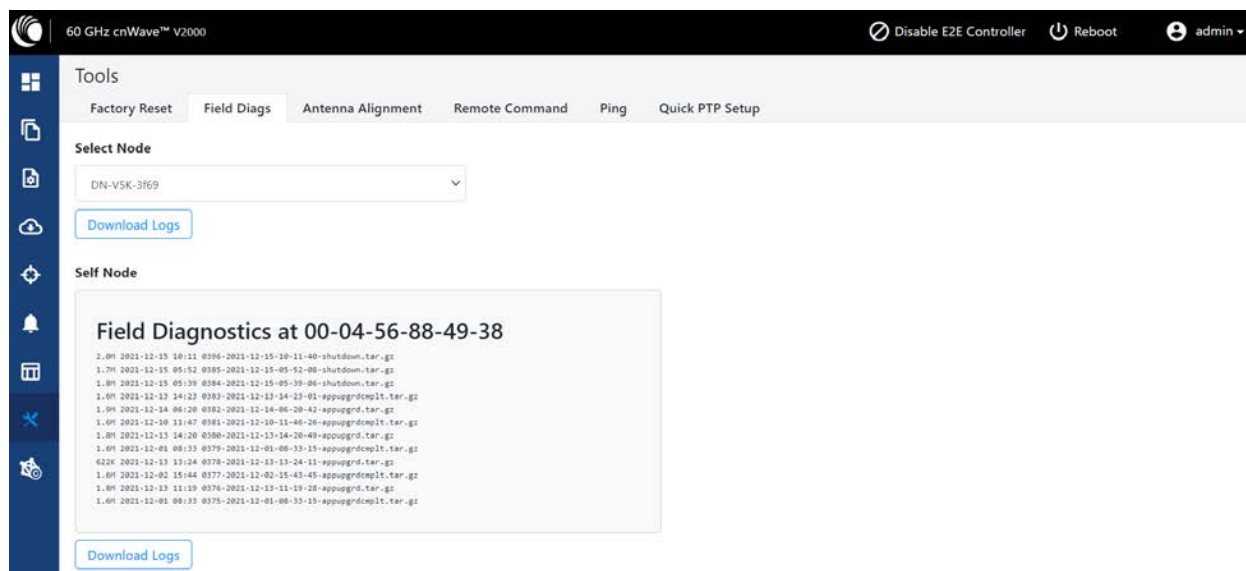 60 GHz cnWave™ V2000
Disable E2E Controller
Reboot
admin
Tools
Factory Reset
Field Diags
Antenna Alignment
Remote Command
Ping
Quick PTP Setup
Select Node
DN-V5K-3f69
Download Logs
Self Node
Field Diagnostics at 00-04-56-88-49-38
2.0M 2021-12-15 10:11 0396-2021-12-15-10-11-40-shutdown.tar.gz
1.7M 2021-12-15 05:52 0385-2021-12-15-05-52-08-shutdown.tar.gz
1.8M 2021-12-15 05:39 0384-2021-12-15-05-39-06-shutdown.tar.gz
1.6M 2021-12-13 14:23 0383-2021-12-13-14-23-01-appupgrdcmplt.tar.gz
1.9M 2021-12-14 06:20 0382-2021-12-14-06-20-42-appupgrd.tar.gz
1.6M 2021-12-10 11:47 0381-2021-12-10-11-46-26-appupgrdcmplt.tar.gz
1.8M 2021-12-13 14:20 0380-2021-12-13-14-20-49-appupgrd.tar.gz
1.6M 2021-12-01 08:33 0379-2021-12-01-08-33-15-appupgrdcmplt.tar.gz
622K 2021-12-13 13:24 0378-2021-12-13-13-24-11-appupgrd.tar.gz
1.6M 2021-12-02 15:44 0377-2021-12-02-15-43-45-appupgrdcmplt.tar.gz
1.8M 2021-12-13 11:19 0376-2021-12-13-11-19-28-appupgrd.tar.gz
1.6M 2021-12-01 08:33 0375-2021-12-01-08-33-15-appupgrdcmplt.tar.gz
Download Logs